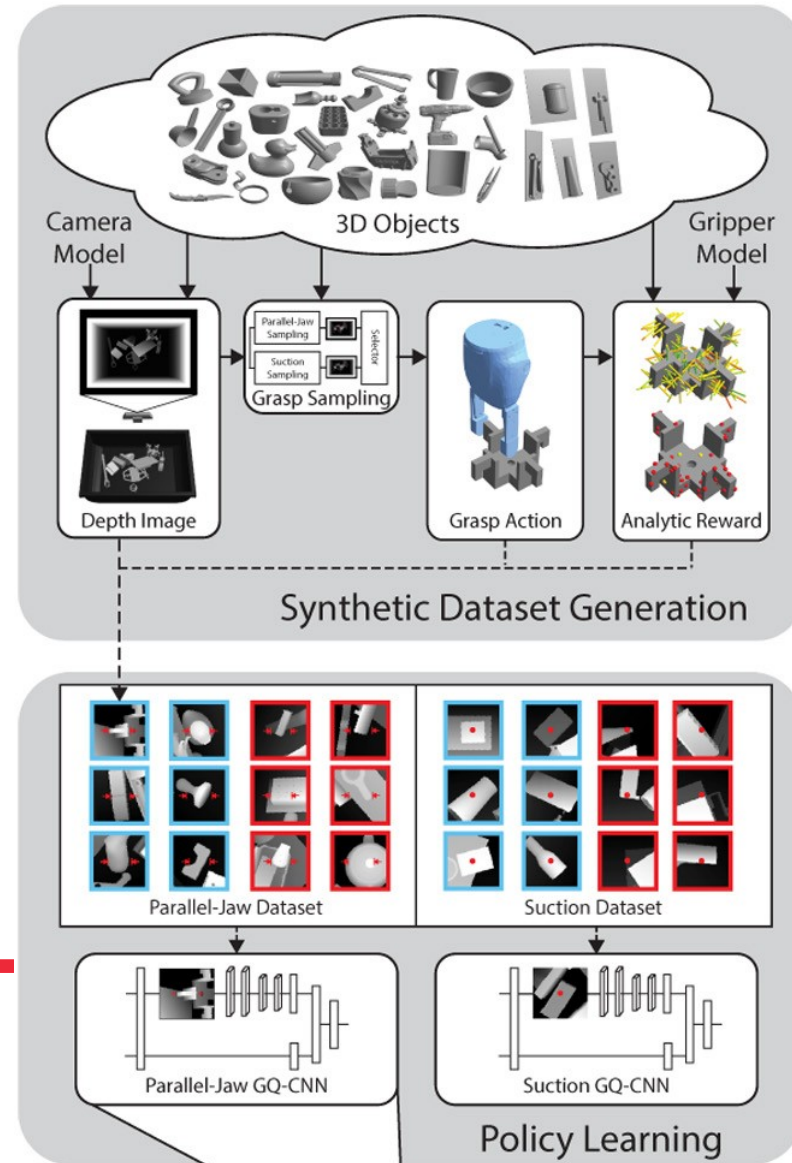 3D Objects
Camera
Model
Gripper
Model
Depth Image
Parallel-Jaw
Sampling
Suction
Sampling
Selector
Grasp Sampling
Grasp Action
Analytic Reward
Synthetic Dataset Generation
Parallel-Jaw Dataset
Suction Dataset
Parallel-Jaw GQ-CNN
Suction GQ-CNN
Policy Learning